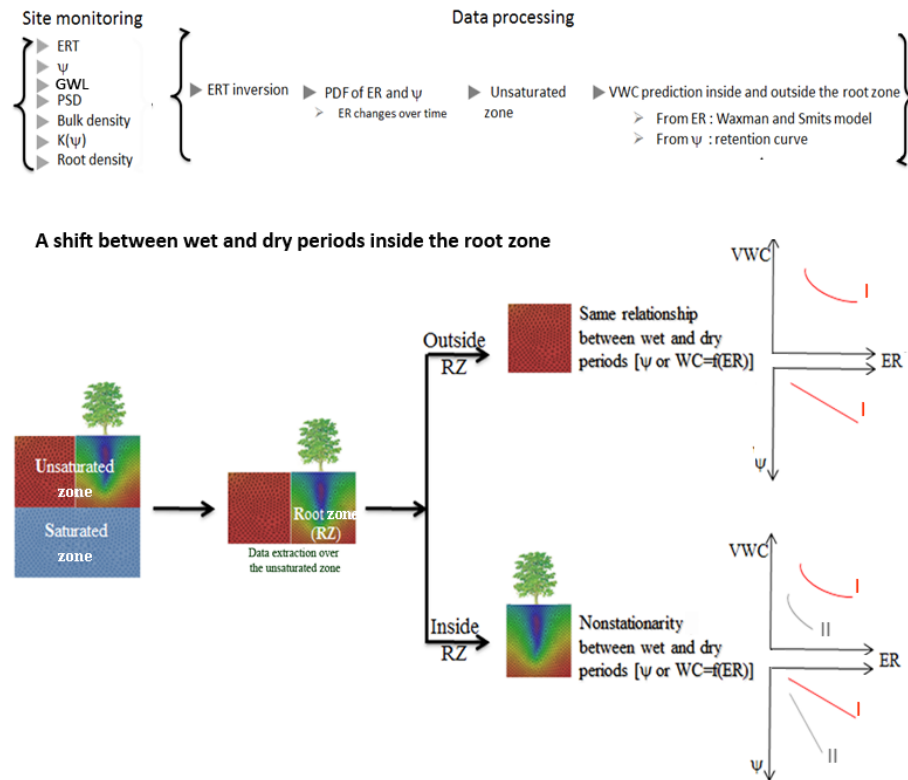 Site monitoring
ERT
ψ
GWL
PSD
Bulk density
K(ψ)
Root density
Data processing
ERT inversion
PDF of ER and ψ
ER changes over time
Unsaturated
zone
VWC prediction inside and outside the root zone
From ER : Waxman and Smits model
From ψ : retention curve
A shift between wet and dry periods inside the root zone
Unsaturated
zone
Saturated
zone
Root zone
(RZ)
Data extraction over
the unsaturated zone
Outside
RZ
Same relationship
between wet and dry
periods [ψ or WC=f(ER)]
VWC
I
ER
I
ψ
Inside
RZ
Nonstationarity
between wet and dry
periods [ψ or WC=f(ER)]
VWC
I
II
ER
I
II
ψ